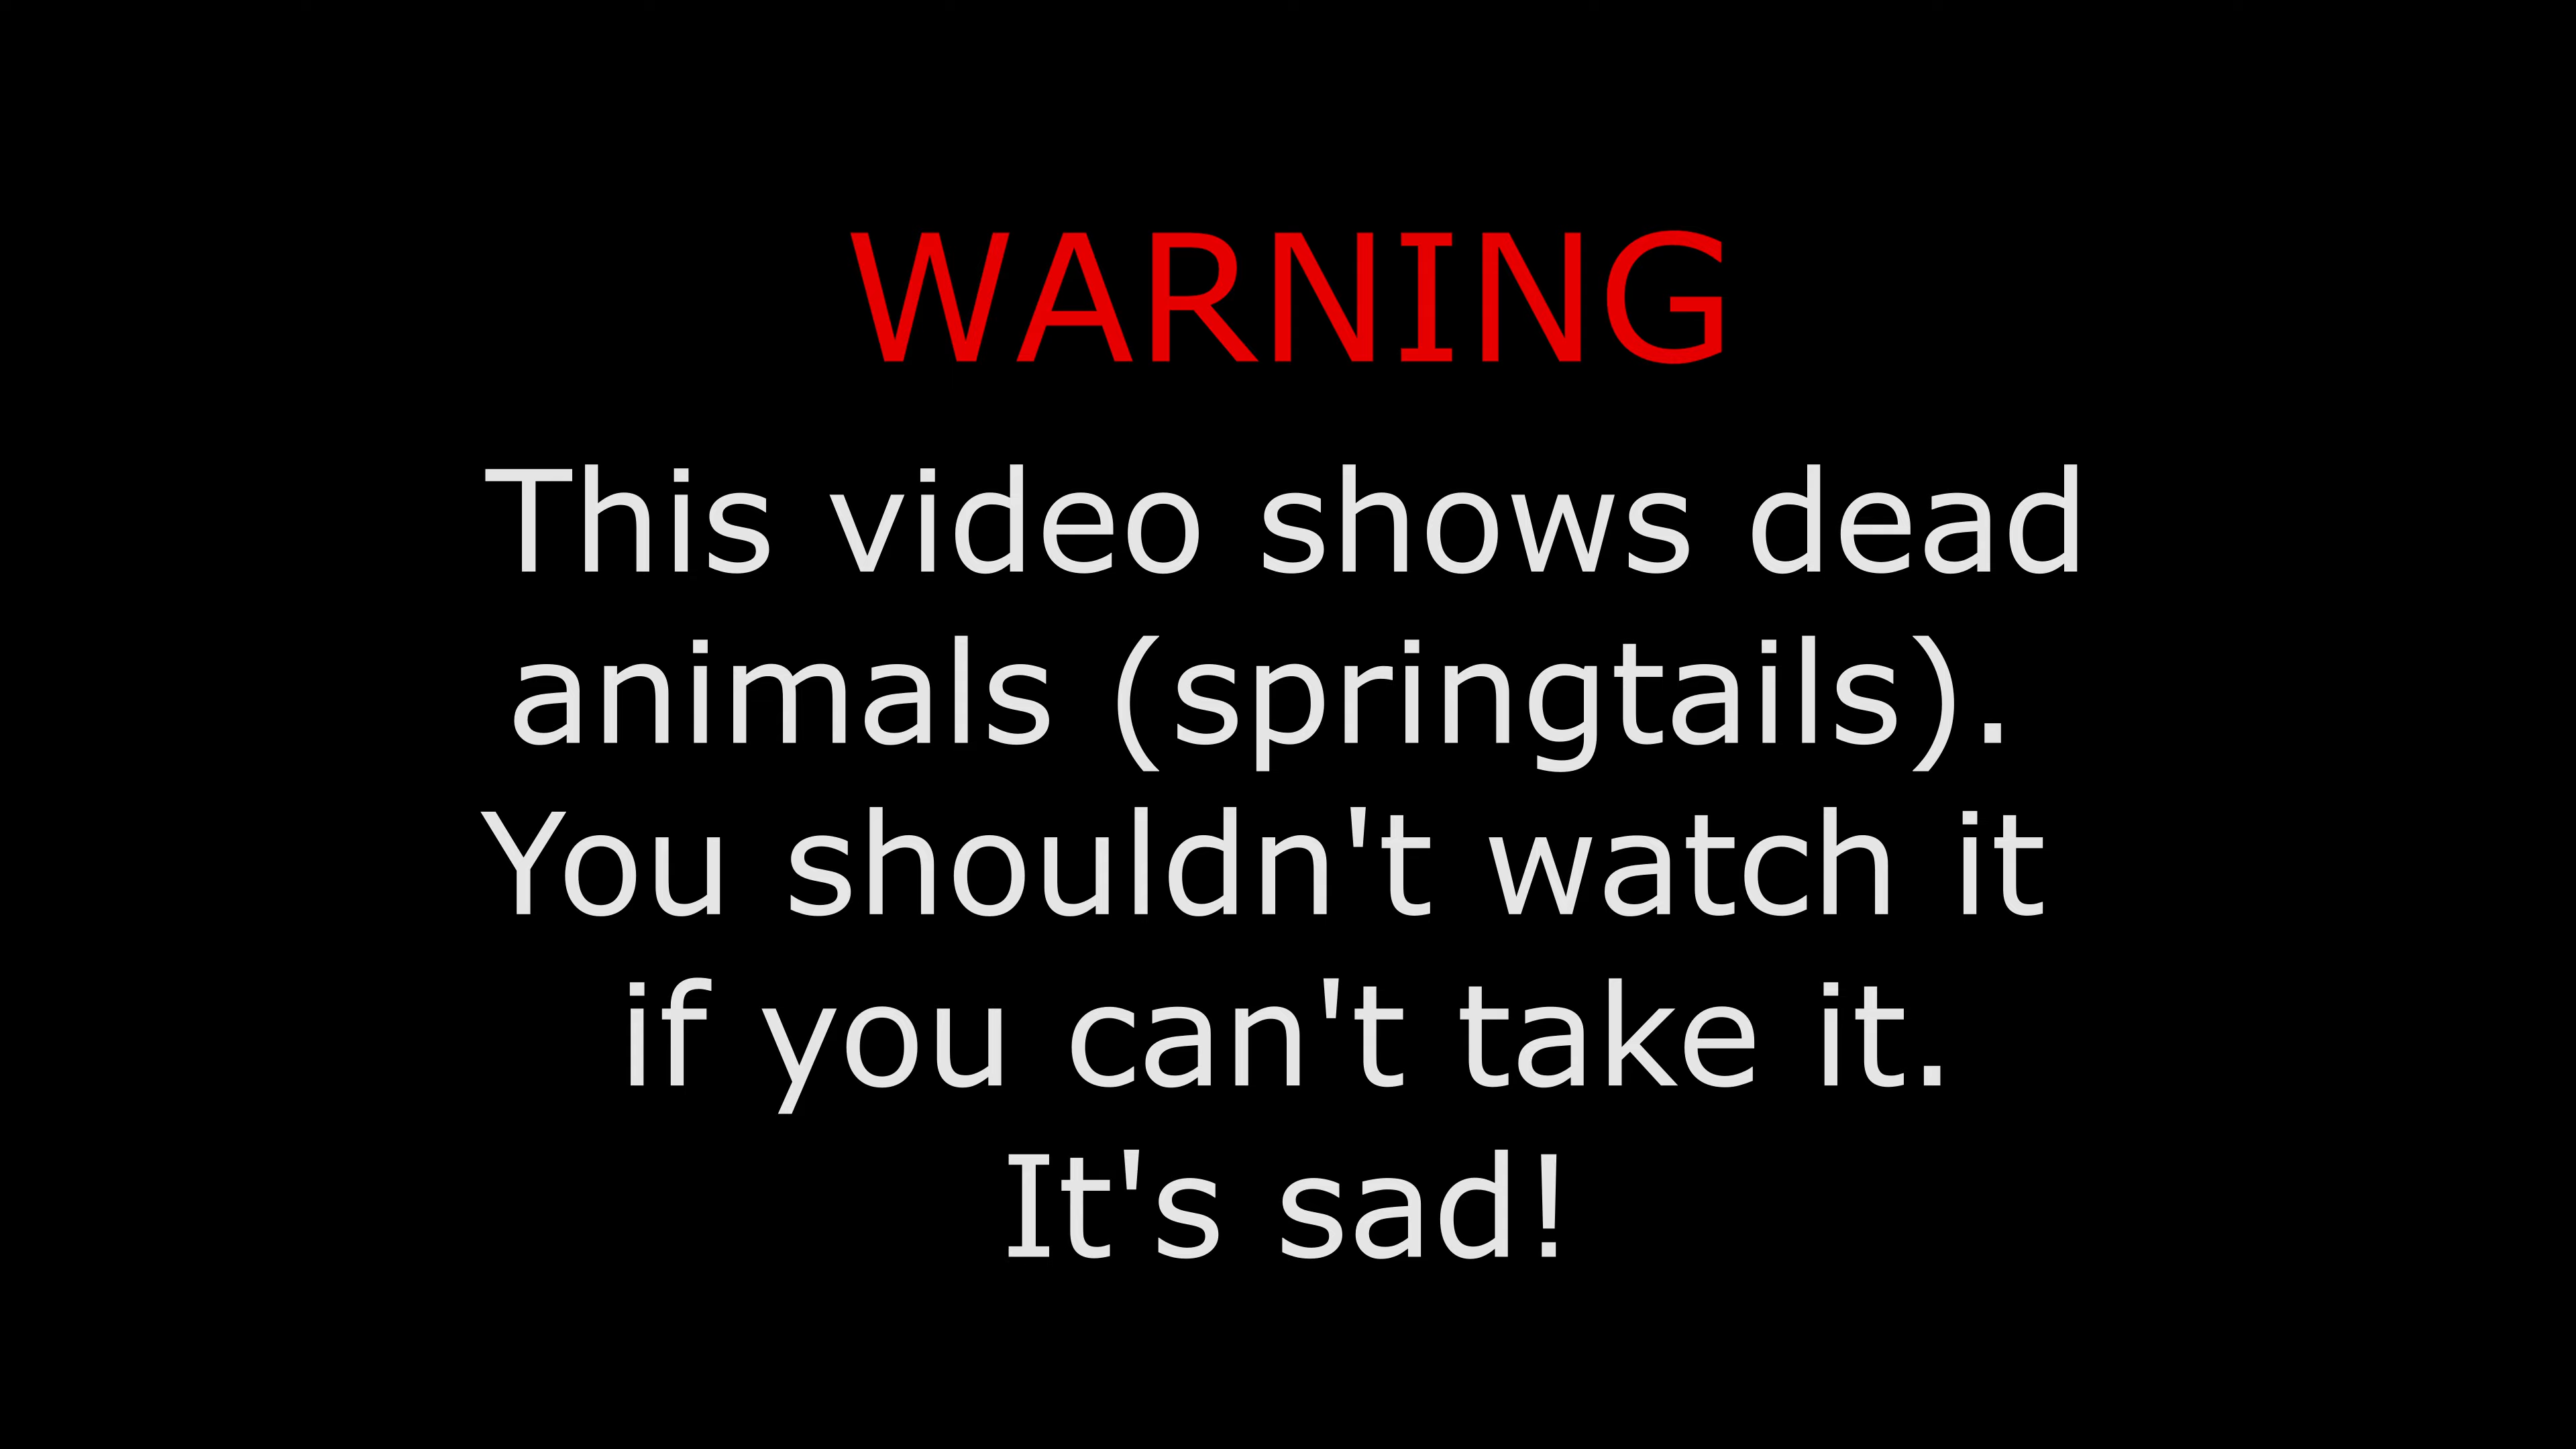 WARNING
This video shows dead
animals (springtails).
You shouldn't watch it
if you can't take it.
It's sad!